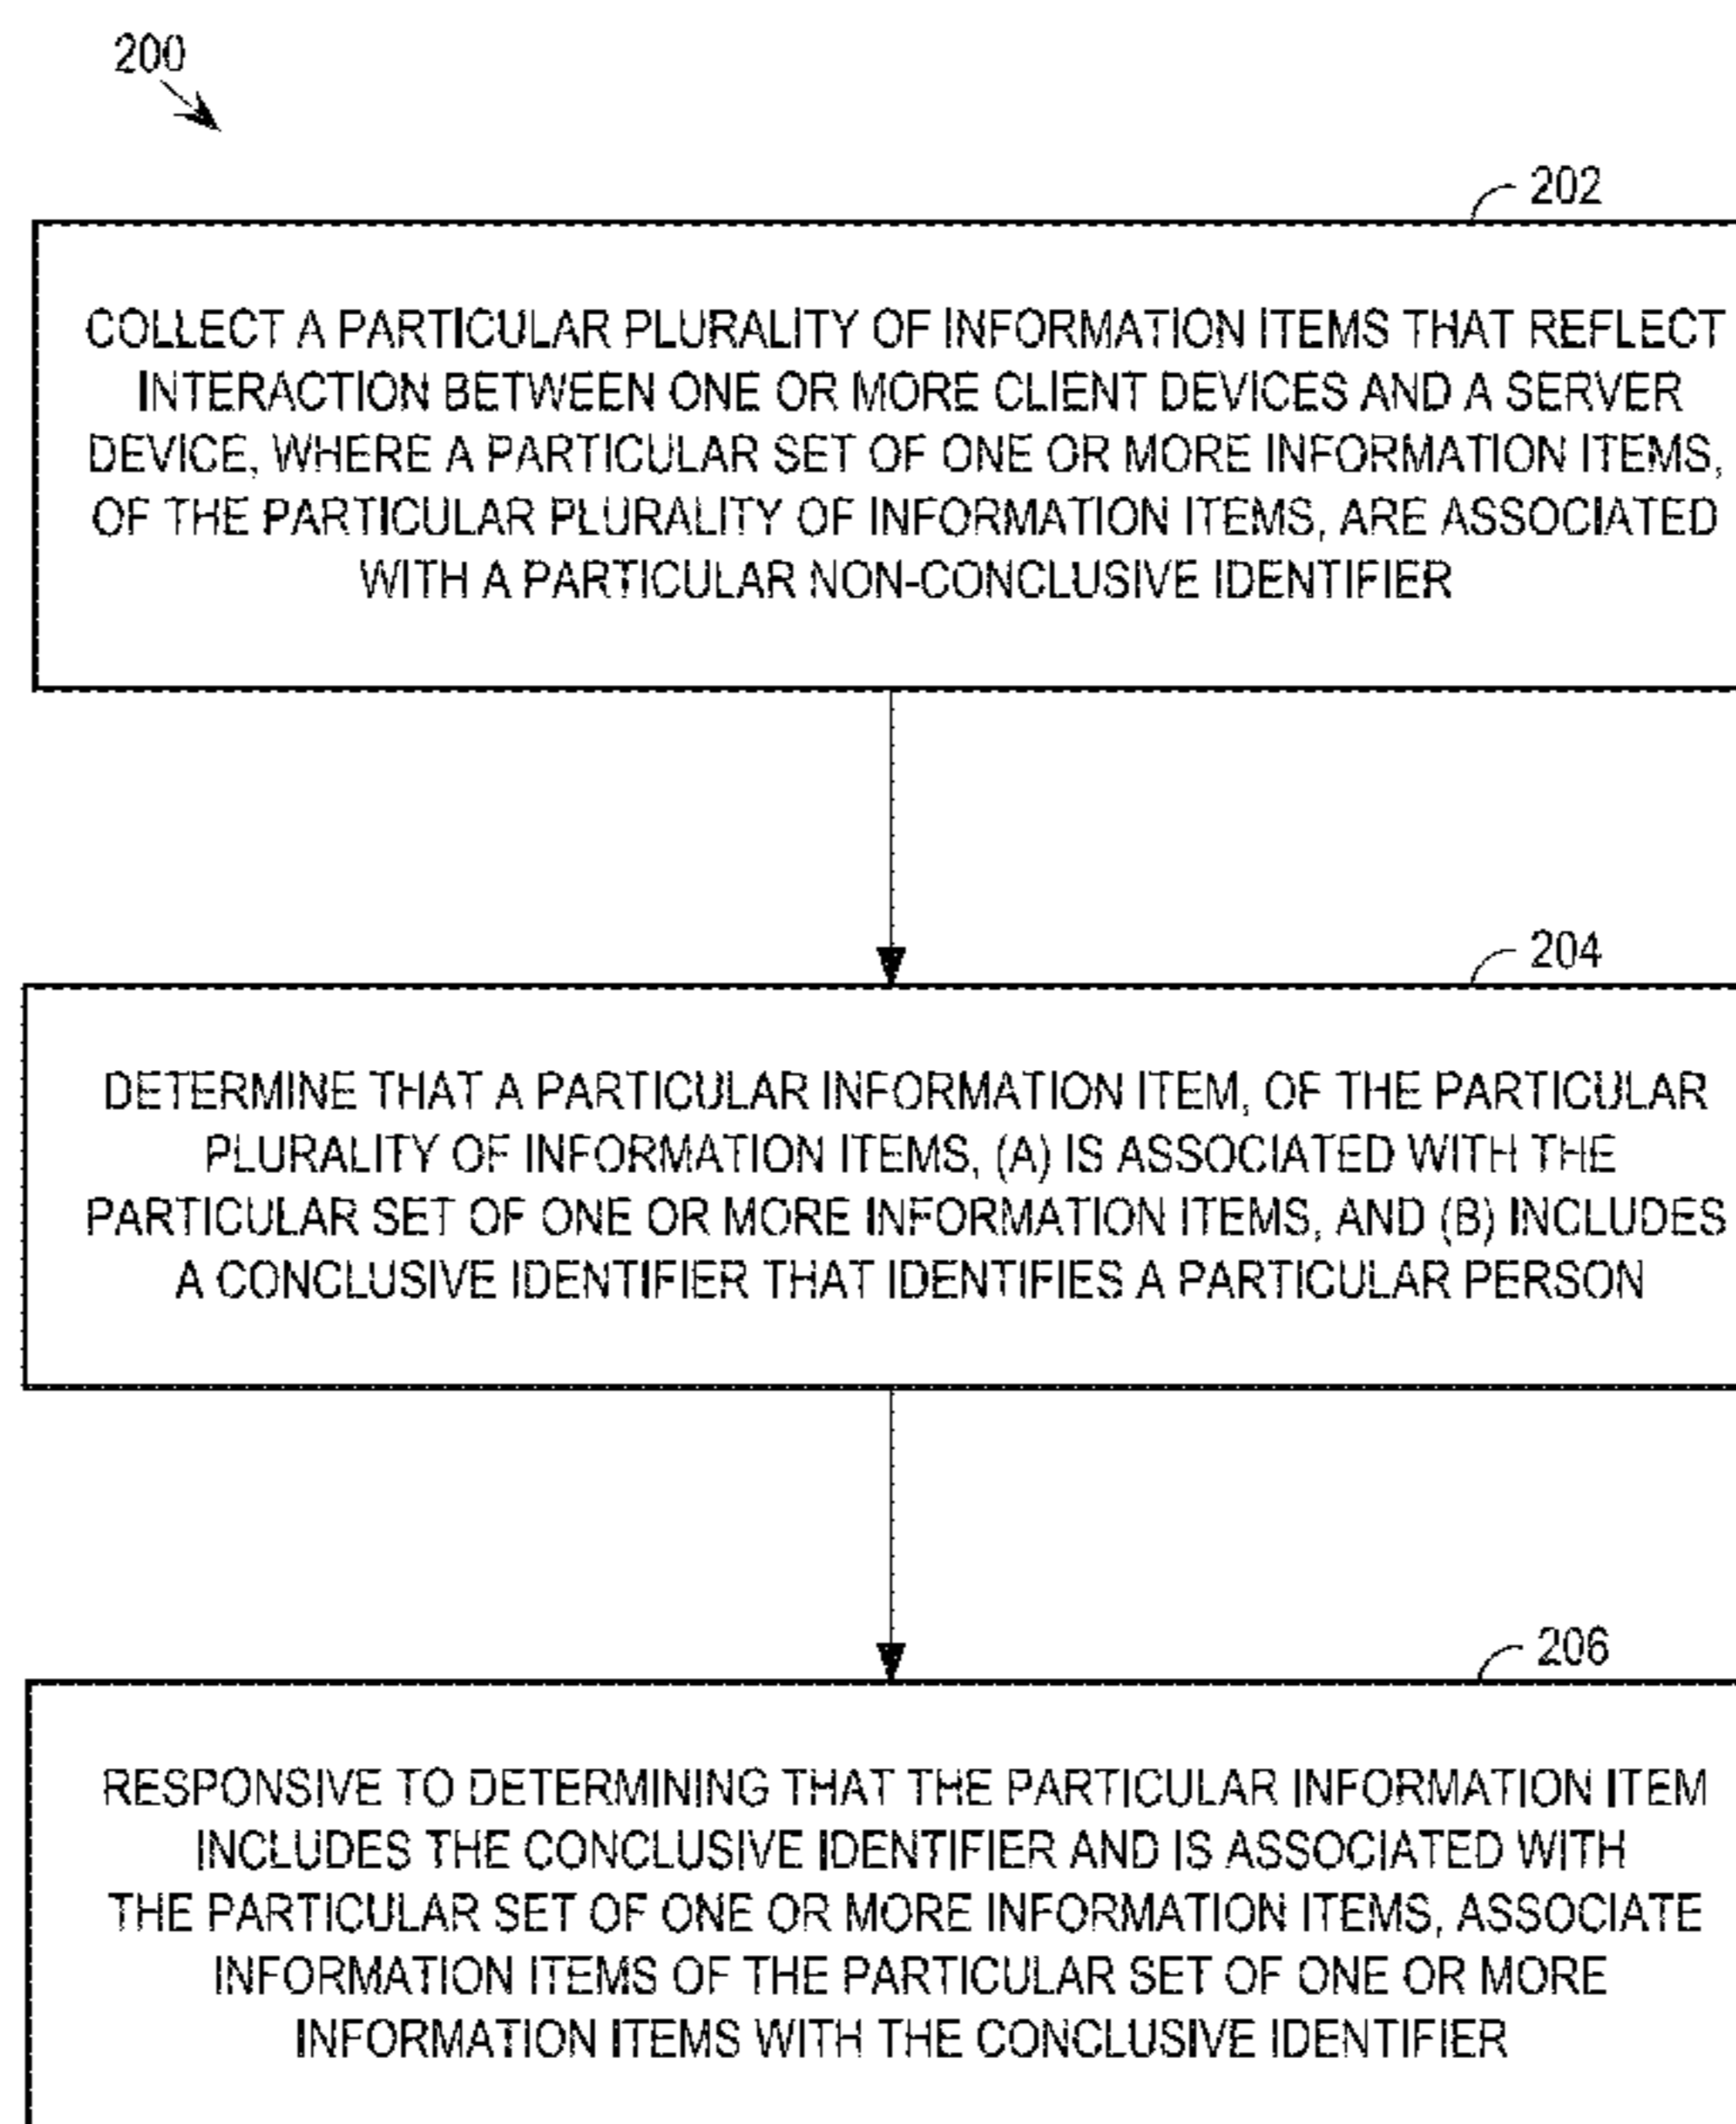 200
202
COLLECT A PARTICULAR PLURALITY OF INFORMATION ITEMS THAT REFLECT
INTERACTION BETWEEN ONE OR MORE CLIENT DEVICES AND A SERVER
DEVICE, WHERE A PARTICULAR SET OF ONE OR MORE INFORMATION ITEMS,
OF THE PARTICULAR PLURALITY OF INFORMATION ITEMS, ARE ASSOCIATED
WITH A PARTICULAR NON-CONCLUSIVE IDENTIFIER
204
DETERMINE THAT A PARTICULAR INFORMATION ITEM, OF THE PARTICULAR
PLURALITY OF INFORMATION ITEMS, (A) IS ASSOCIATED WITH THE
PARTICULAR SET OF ONE OR MORE INFORMATION ITEMS, AND (B) INCLUDES
A CONCLUSIVE IDENTIFIER THAT IDENTIFIES A PARTICULAR PERSON
206
RESPONSIVE TO DETERMINING THAT THE PARTICULAR INFORMATION ITEM
INCLUDES THE CONCLUSIVE IDENTIFIER AND IS ASSOCIATED WITH
THE PARTICULAR SET OF ONE OR MORE INFORMATION ITEMS, ASSOCIATE
INFORMATION ITEMS OF THE PARTICULAR SET OF ONE OR MORE
INFORMATION ITEMS WITH THE CONCLUSIVE IDENTIFIER